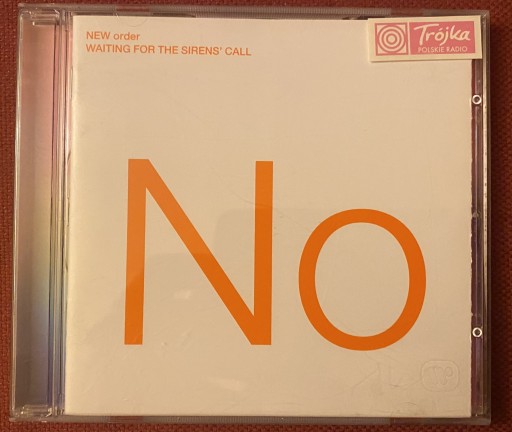 NEW order
WAITING FOR THE SIRENS' CALL
Trójka
POLSKIE RADIO
No